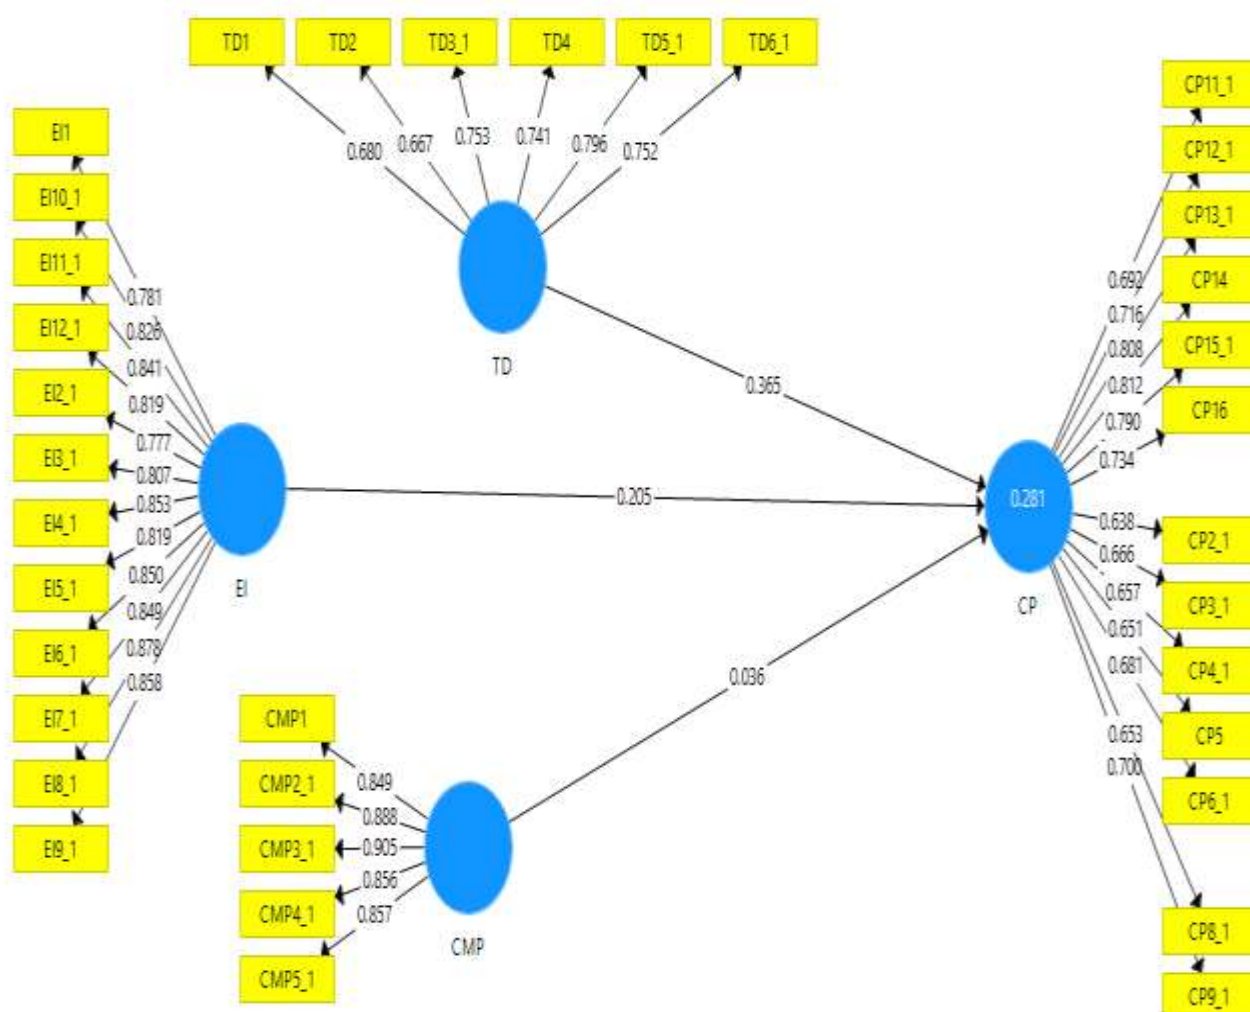 TD1 TD2 TD3_1 TD4 TD5_1 TD6_1
0.680 0.667 0.753 0.741 0.796 0.752
TD
EI1
EI10_1
EI11_1
EI12_1
EI2_1
EI3_1
EI4_1
EI5_1
EI6_1
EI7_1
EI8_1
EI9_1
0.781
0.826
0.841
0.819
0.777
0.807
0.853
0.819
0.850
0.849
0.878
0.858
EI
0.365
0.205
0.036
CMP1
CMP2_1
CMP3_1
CMP4_1
CMP5_1
0.849
0.888
0.905
0.856
0.857
CMP
0.281
CP
0.692
0.716
0.808
0.812
0.790
0.734
0.638
0.666
0.657
0.651
0.681
0.653
0.700
CP11_1
CP12_1
CP13_1
CP14
CP15_1
CP16
CP2_1
CP3_1
CP4_1
CP5
CP6_1
CP8_1
CP9_1